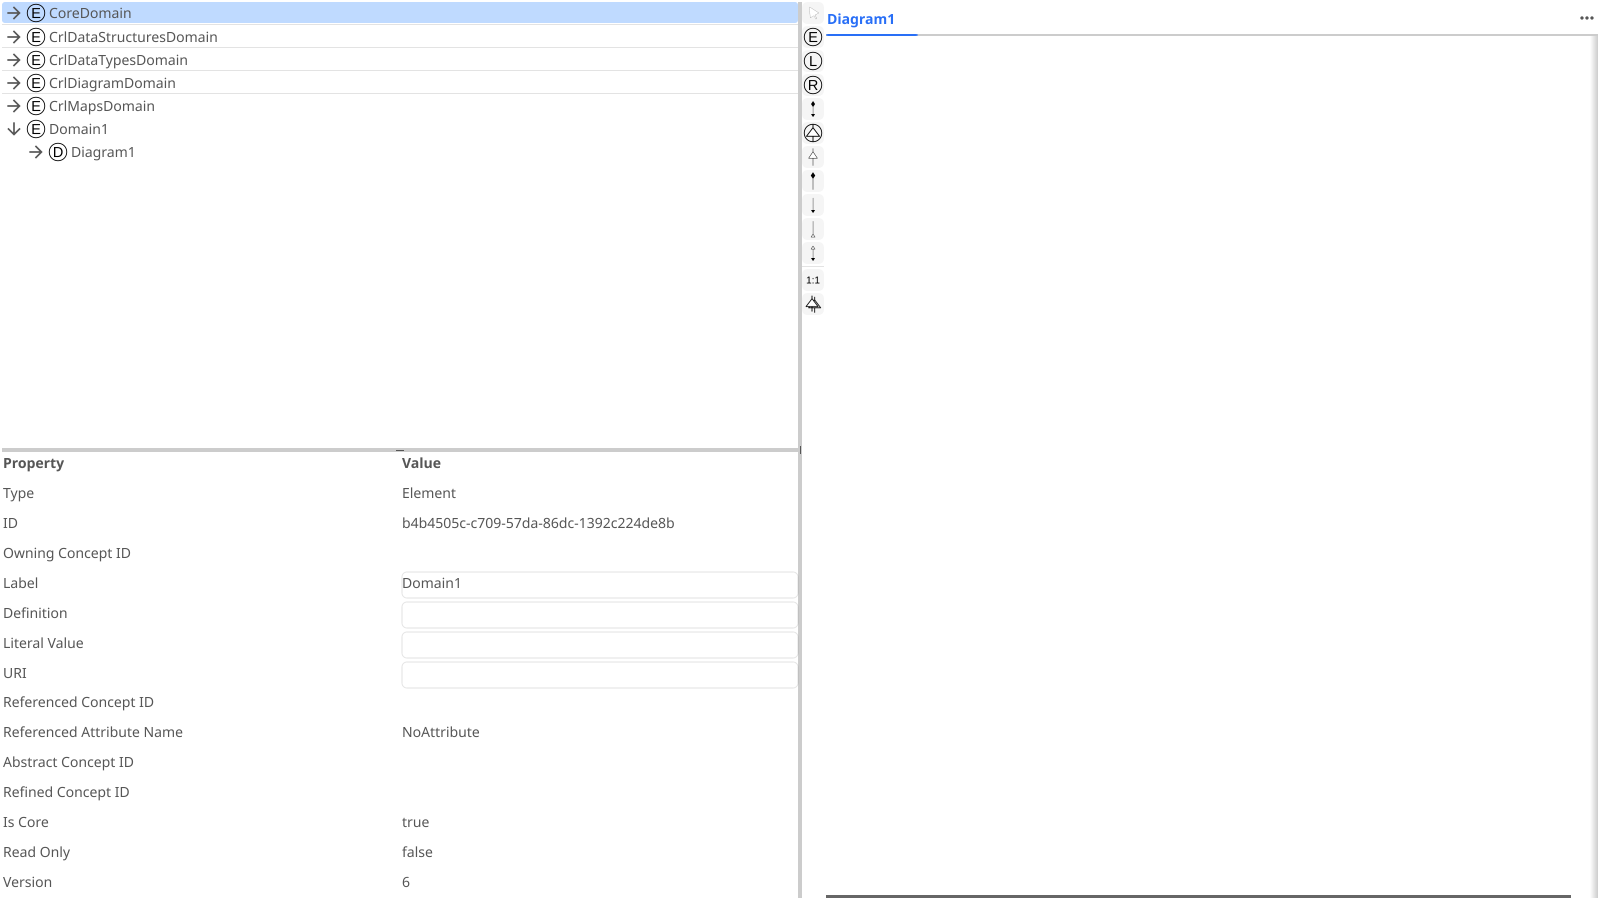 E CoreDomain
E CrlDataStructuresDomain
E CrlDataTypesDomain
E CrlDiagramDomain
E CrlMapsDomain
E Domain1
D Diagram1
Property Value
Type Element
ID b4b4505c-c709-57da-86dc-1392c224de8b
Owning Concept ID
Label Domain1
Definition
Literal Value
URI
Referenced Concept ID
Referenced Attribute Name NoAttribute
Abstract Concept ID
Refined Concept ID
Is Core true
Read Only false
Version 6
E
L
R
1:1
Diagram1